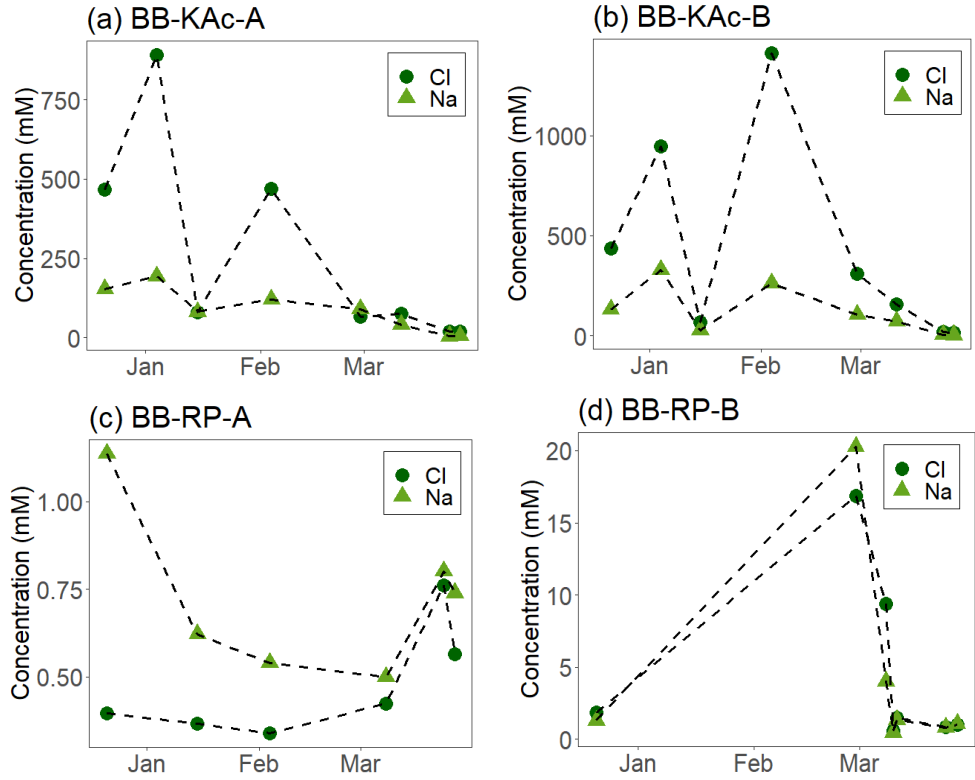 (a) BB-KAc-A
Concentration (mM)
750
500
250
0
Cl
Na
Jan Feb Mar
(b) BB-KAc-B
Concentration (mM)
1000
500
0
Cl
Na
Jan Feb Mar
(c) BB-RP-A
Concentration (mM)
1.00
0.75
0.50
Cl
Na
Jan Feb Mar
(d) BB-RP-B
Concentration (mM)
20
15
10
5
0
Cl
Na
Jan Feb Mar